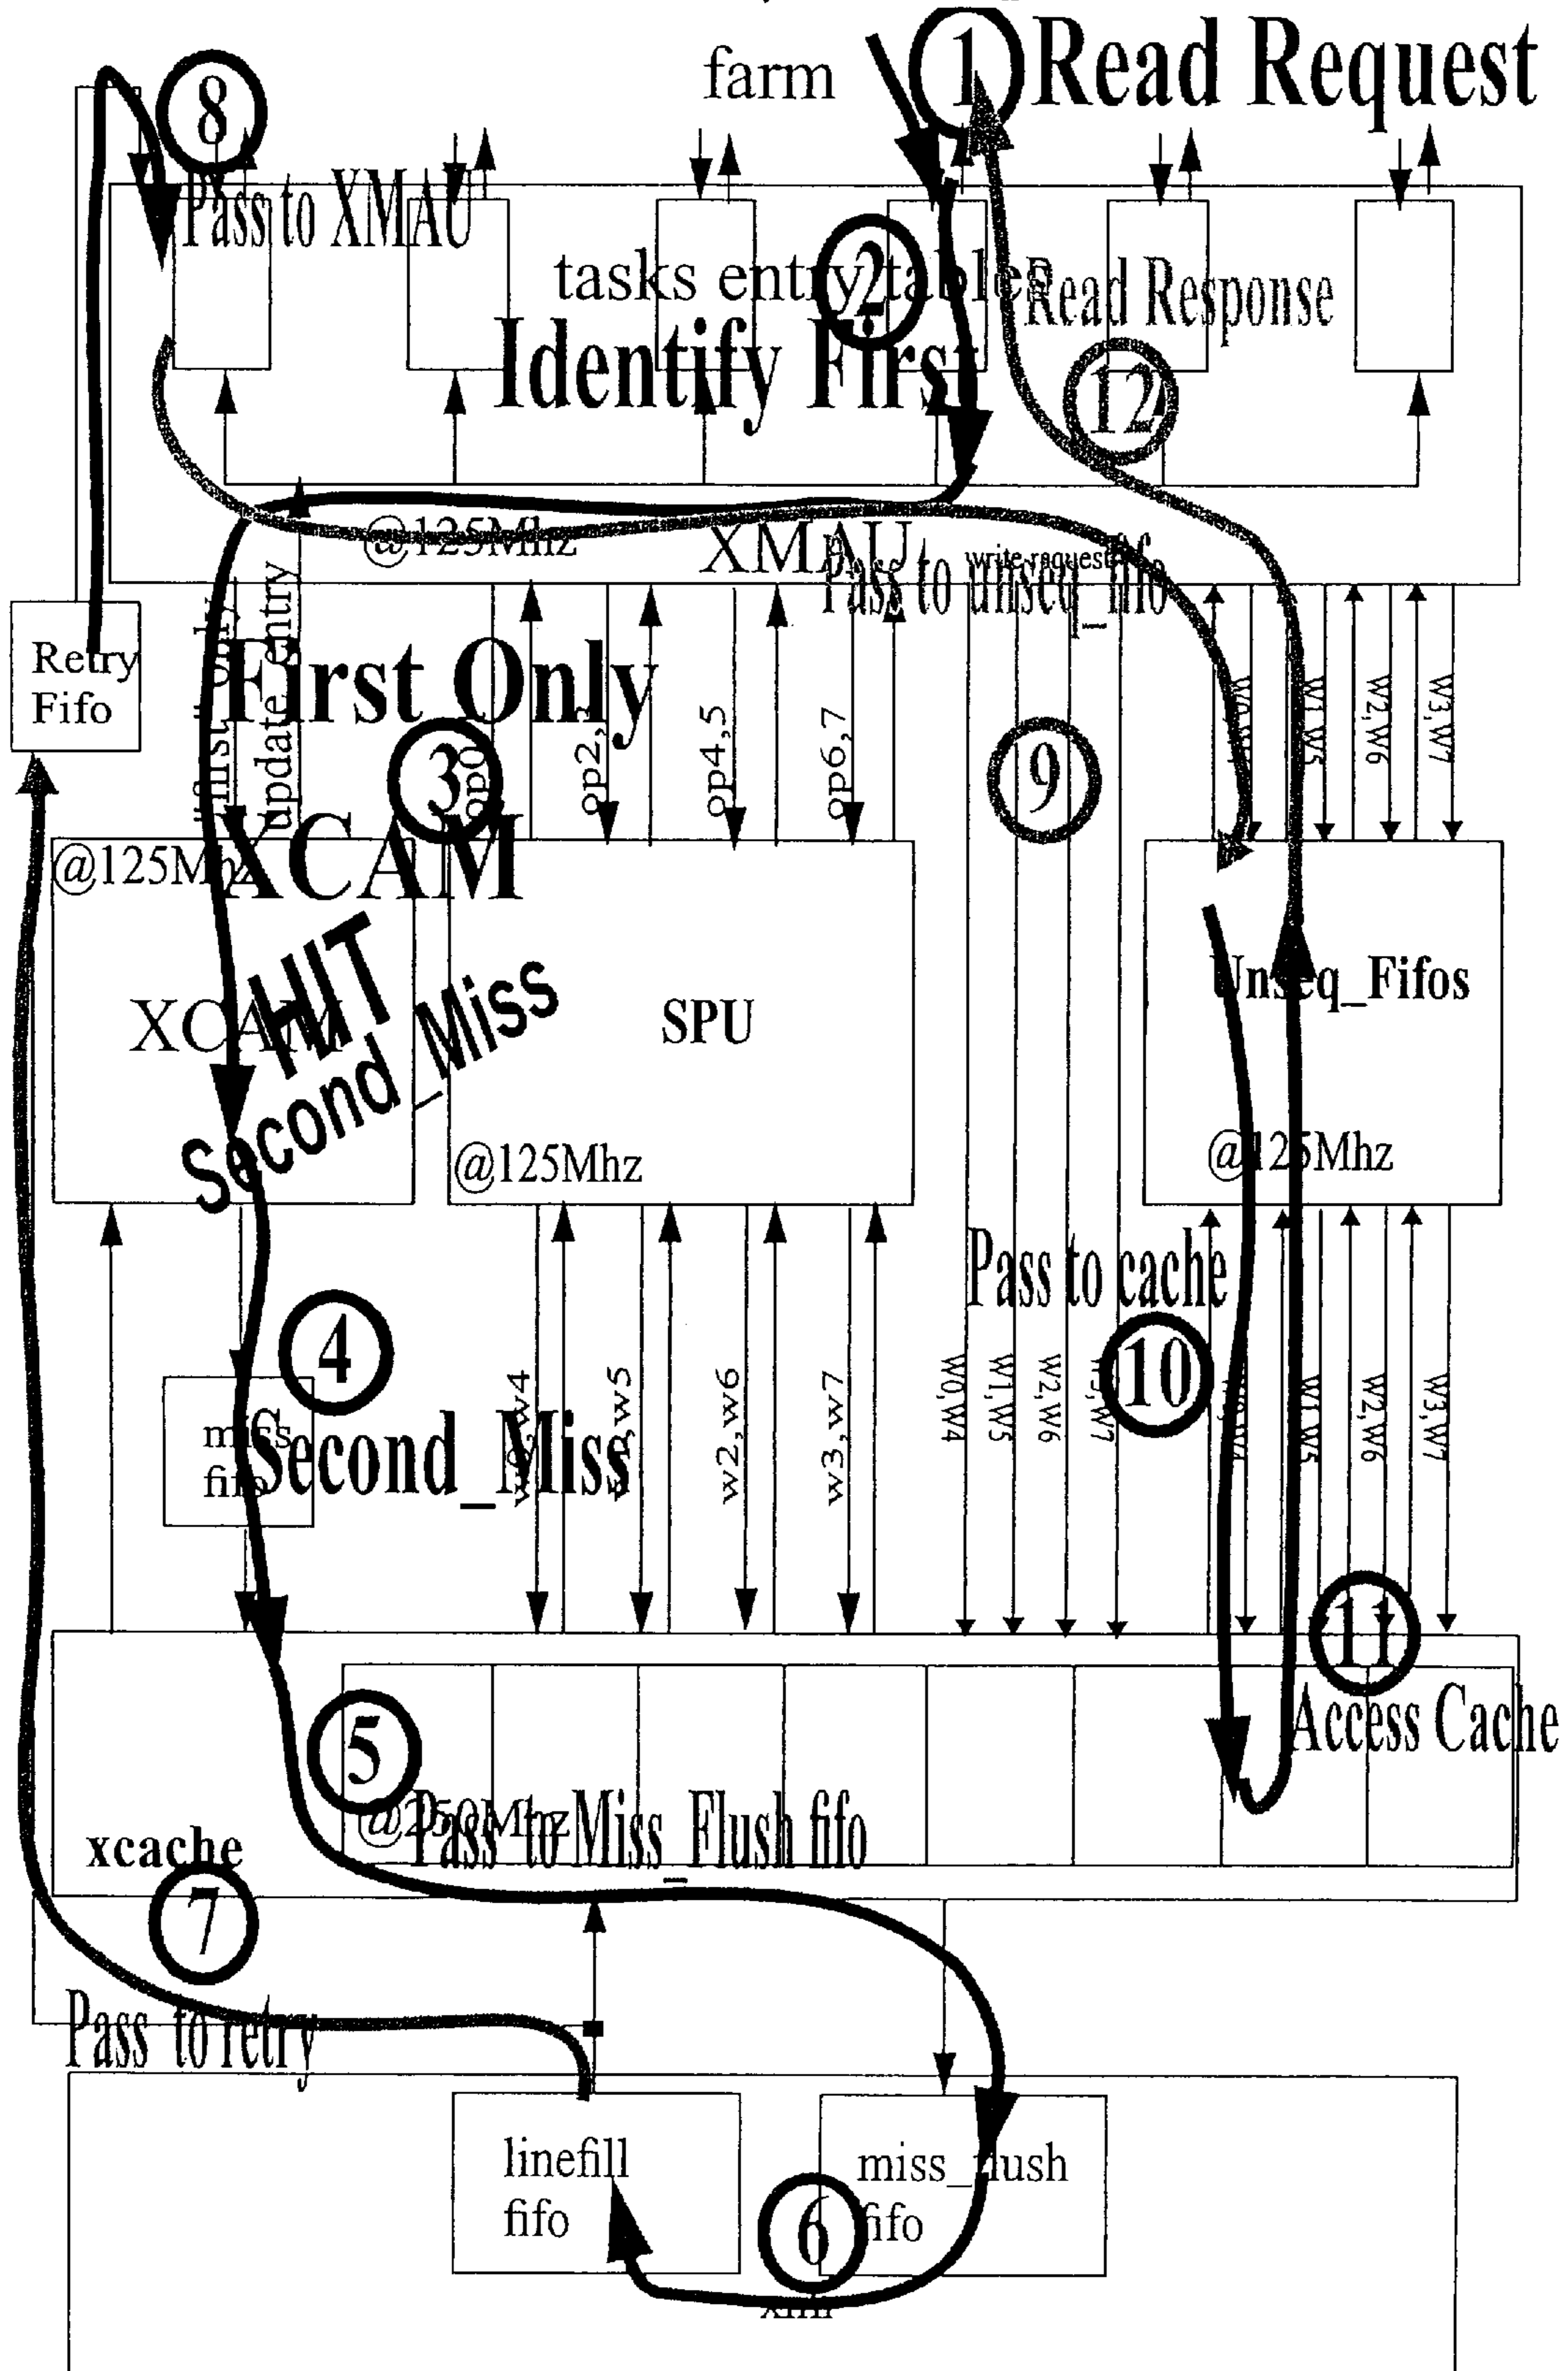 farm
1 Read Request
8
Pass to XMAU
2
tasks entry table
Read Response
Identify First
12
@125Mhz
XMAU
write request
Pass to unseq_fifo
Retry
Fifo
"first" only
update_entry
First Only
3
op2,3
op4,5
op6,7
9
W1,W5
W2,W6
W3,W7
XCAM
@125Mhz
HIT
Second_Miss
XCAM
SPU
@125Mhz
Unseq_Fifos
@125Mhz
Pass to cache
4
10
miss
fifo
Second_Miss
w2,w6
w3,w7
W0,W4
W1,W5
W2,W6
W3,W7
W0,W4
W1,W5
W2,W6
W3,W7
11
Access Cache
5
@250Mhz
Pass to Miss_Flush fifo
xcache
7
Pass to retry
linefill
fifo
miss_flush
fifo
6